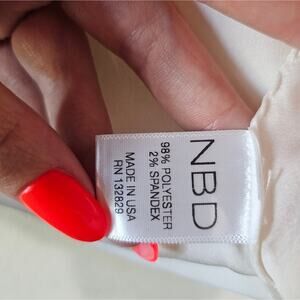 NBD
98% POLYESTER
2% SPANDEX
MADE IN USA
RN 132829